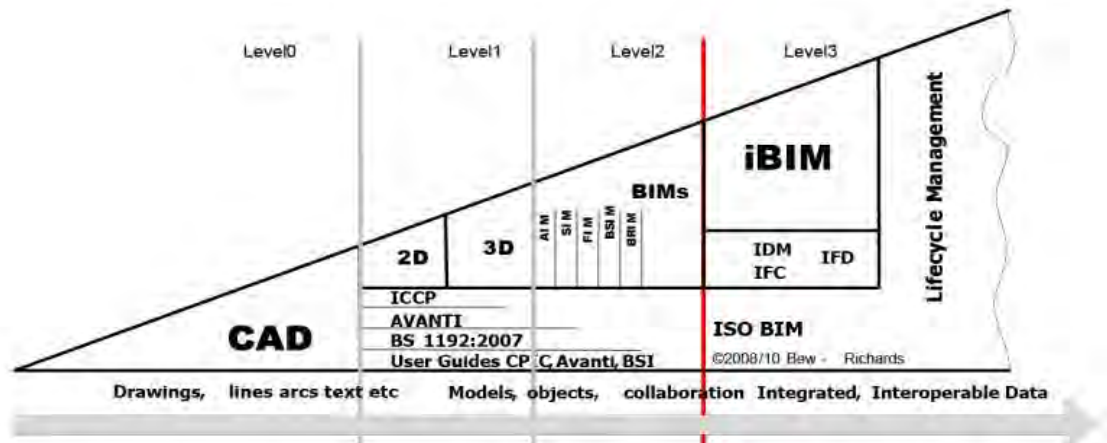 Level0 Level1 Level2 Level3
iBIM
BIMs
2D 3D
AIM
SIM
FIM
BSIM
BRIM
IDM IFD
IFC
Lifecycle Management
ICCP
AVANTI
CAD
BS 1192:2007
ISO BIM
User Guides CPIC, Avanti, BSI
©2008/10 Bew - Richards
Drawings, lines arcs text etc Models, objects, collaboration Integrated, Interoperable Data